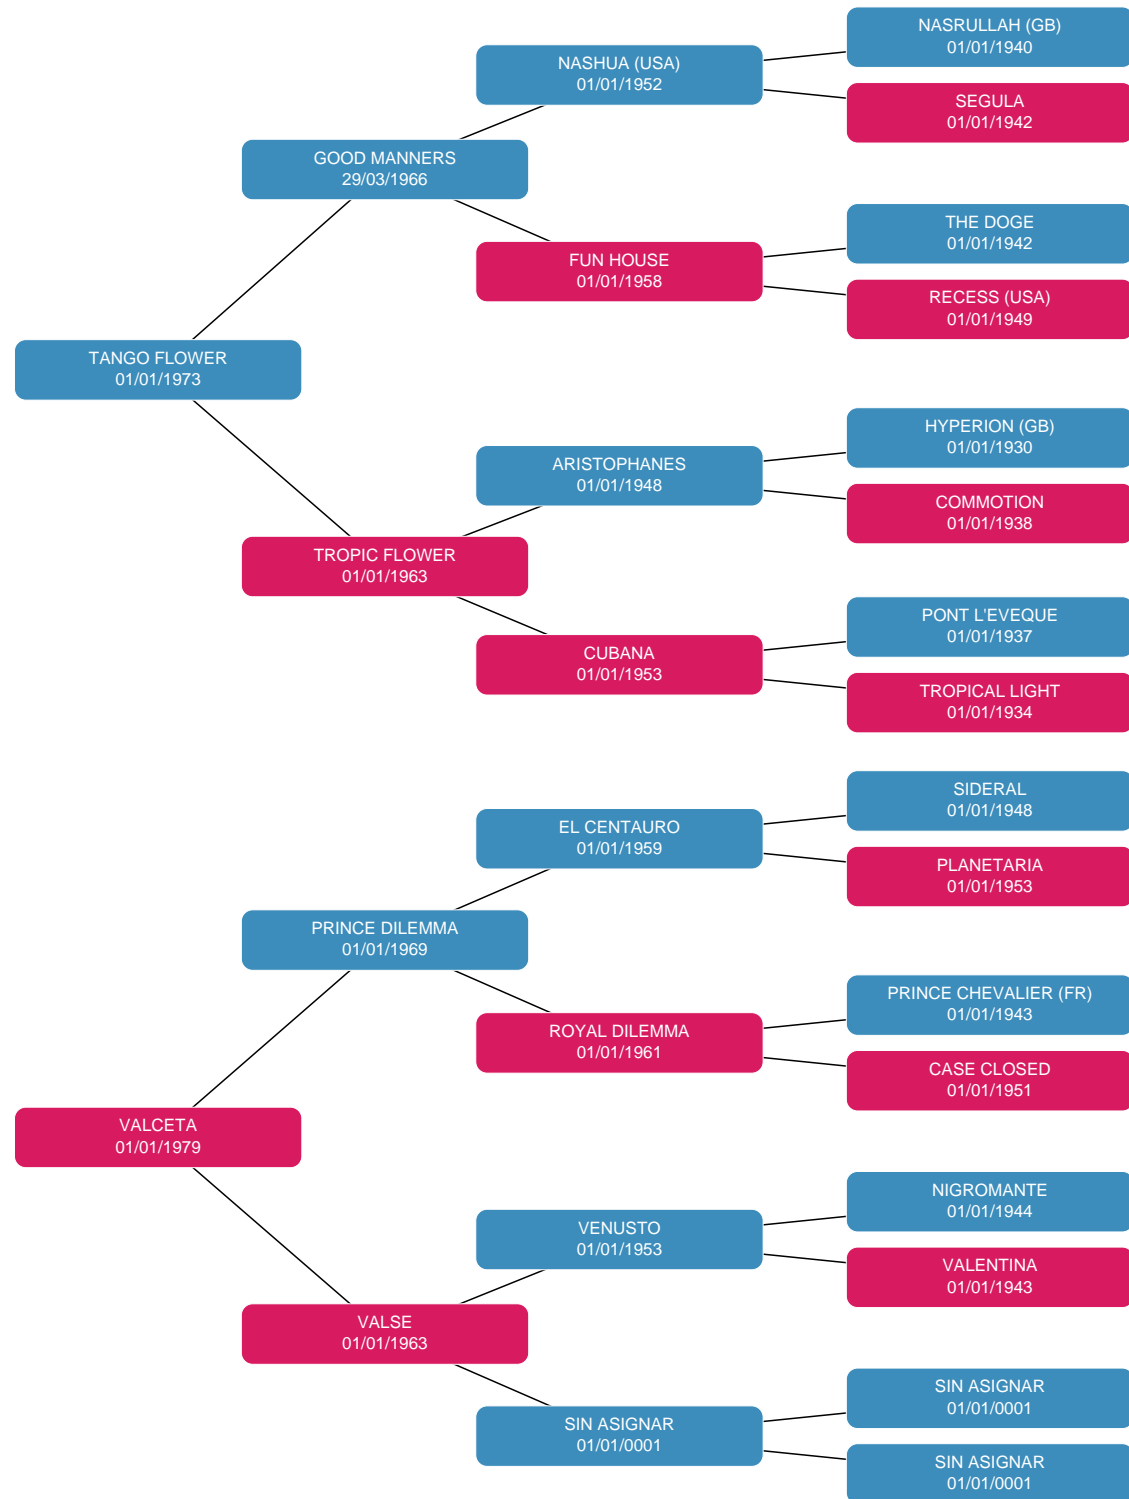 NASRULLAH (GB)
01/01/1940
NASHUA (USA)
01/01/1952
SEGULA
01/01/1942
GOOD MANNERS
29/03/1966
THE DOGE
01/01/1942
FUN HOUSE
01/01/1958
RECESS (USA)
01/01/1949
TANGO FLOWER
01/01/1973
HYPERION (GB)
01/01/1930
ARISTOPHANES
01/01/1948
COMMOTION
01/01/1938
TROPIC FLOWER
01/01/1963
PONT L'EVEQUE
01/01/1937
CUBANA
01/01/1953
TROPICAL LIGHT
01/01/1934
SIDERAL
01/01/1948
EL CENTAURO
01/01/1959
PLANETARIA
01/01/1953
PRINCE DILEMMA
01/01/1969
PRINCE CHEVALIER (FR)
01/01/1943
ROYAL DILEMMA
01/01/1961
CASE CLOSED
01/01/1951
VALCETA
01/01/1979
NIGROMANTE
01/01/1944
VENUSTO
01/01/1953
VALENTINA
01/01/1943
VALSE
01/01/1963
SIN ASIGNAR
01/01/0001
SIN ASIGNAR
01/01/0001
SIN ASIGNAR
01/01/0001